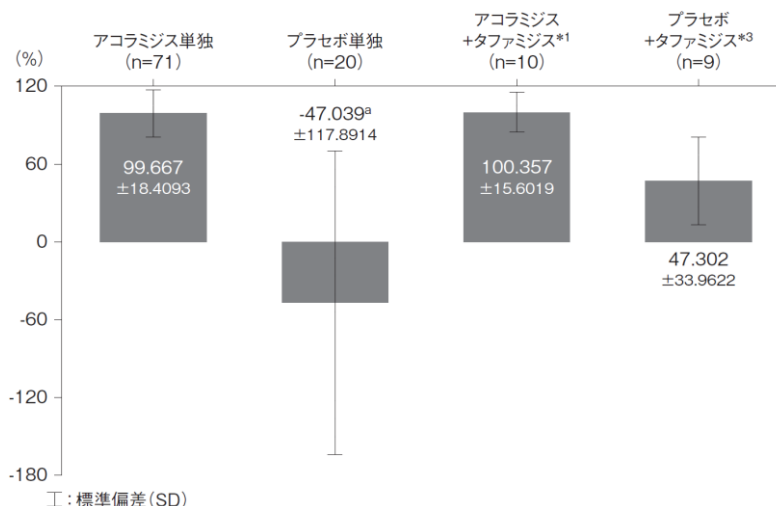 (%)
アコラミジス単独
(n=71)
プラセボ単独
(n=20)
アコラミジス
+タファミジス*1
(n=10)
プラセボ
+タファミジス*3
(n=9)
120
60
0
-60
-120
-180
99.667
±18.4093
-47.039a
±117.8914
100.357
±15.6019
47.302
±33.9622
工:標準偏差(SD)